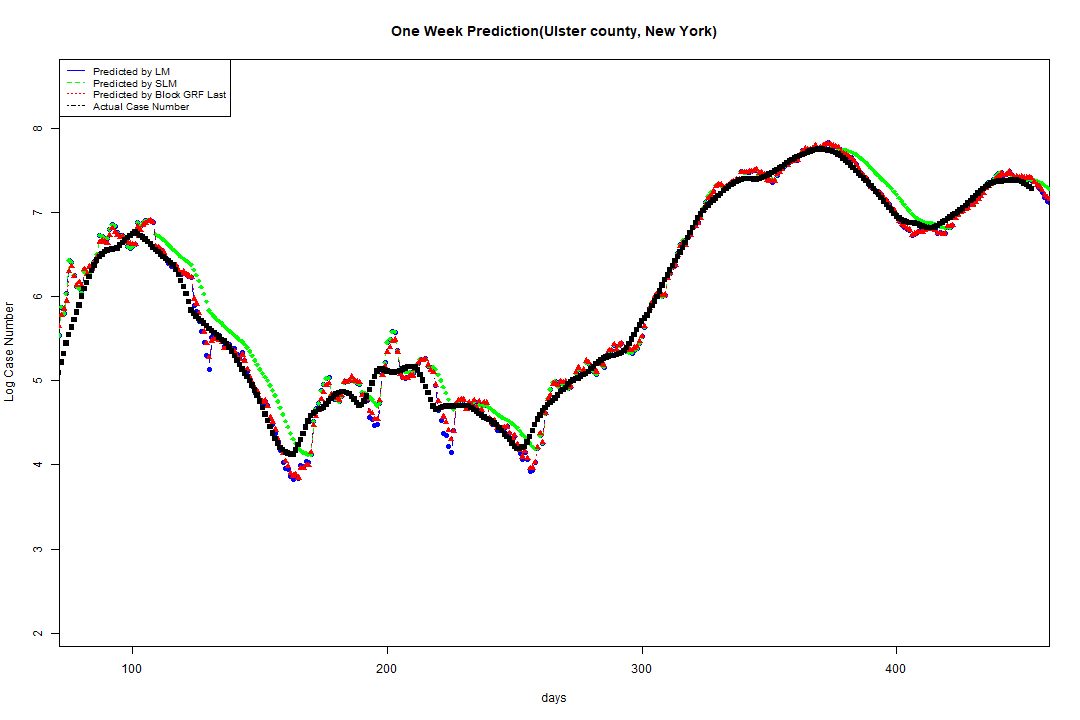 One Week Prediction(Ulster county, New York)
Predicted by LM
Predicted by SLM
Predicted by Block GRF Last
Actual Case Number
Log Case Number
8
7
6
5
4
3
2
100 200 300 400
days